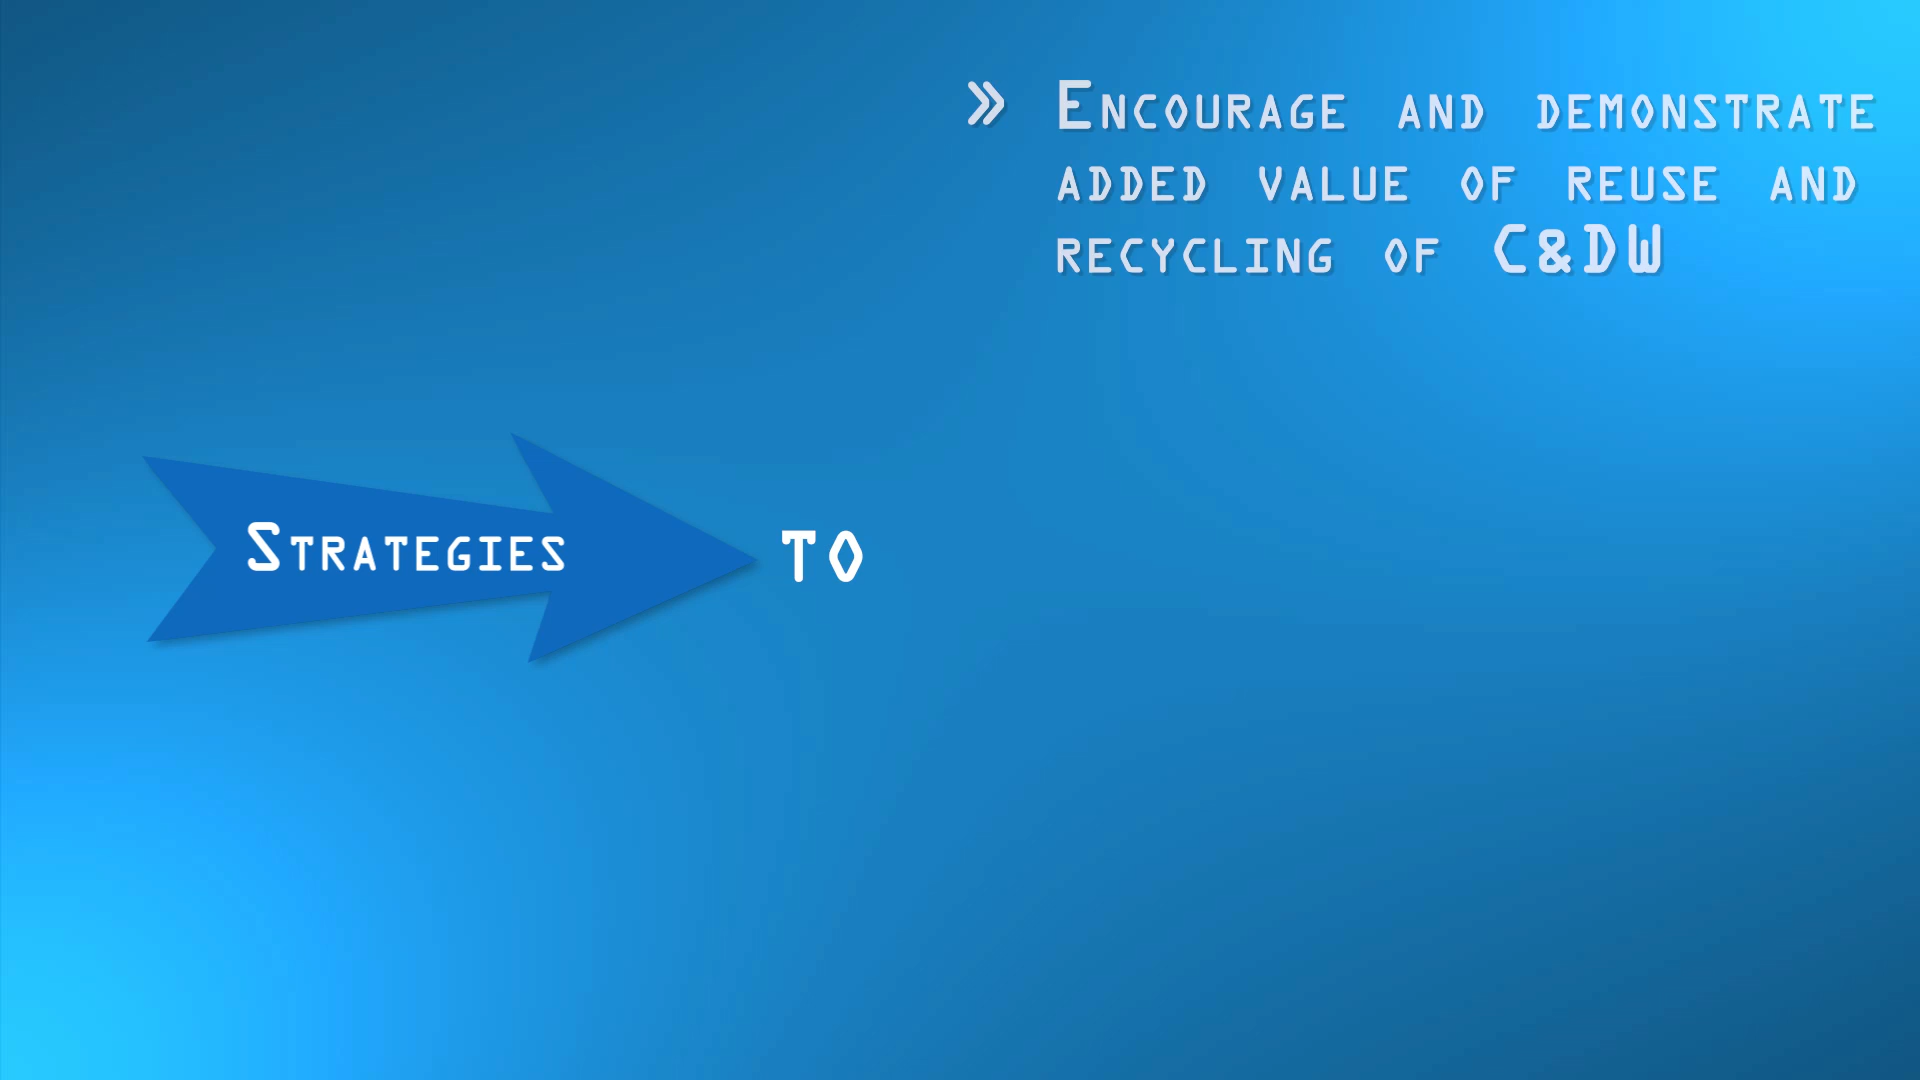 » Encourage and demonstrate
added value of reuse and
recycling of C&DW
Strategies to